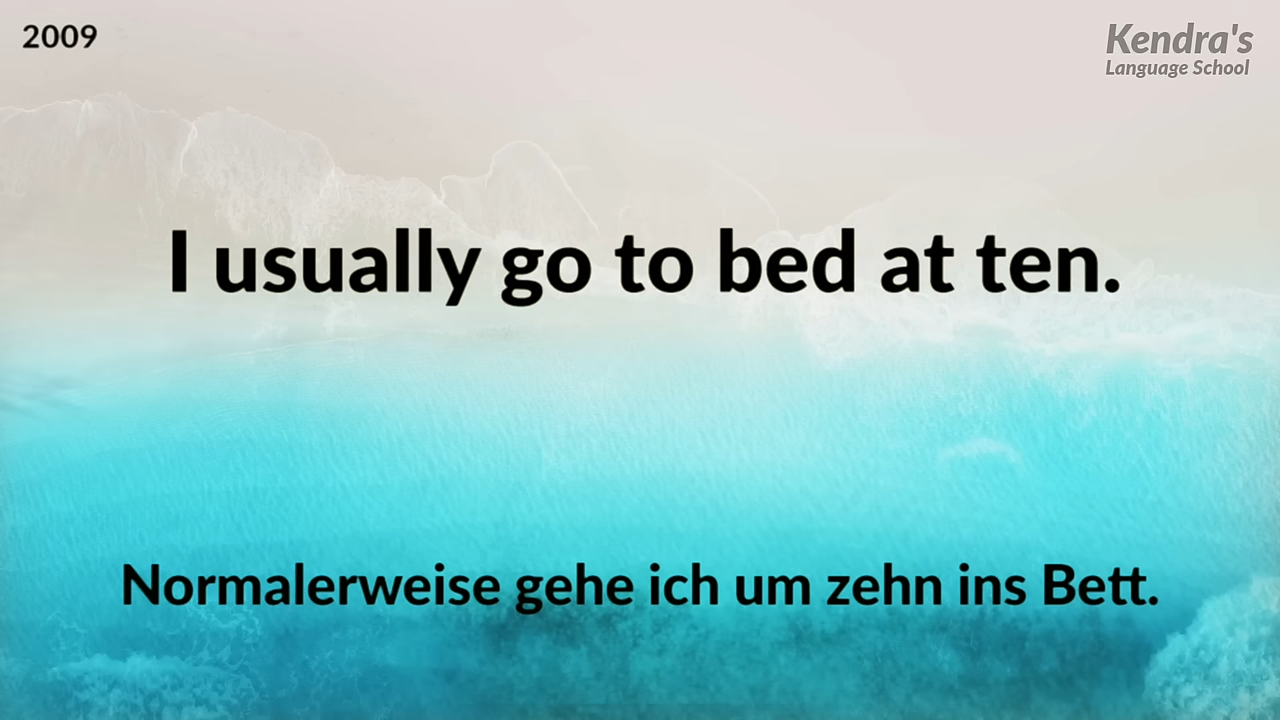 2009
Kendra's
Language School
I usually go to bed at ten.
Normalerweise gehe ich um zehn ins Bett.